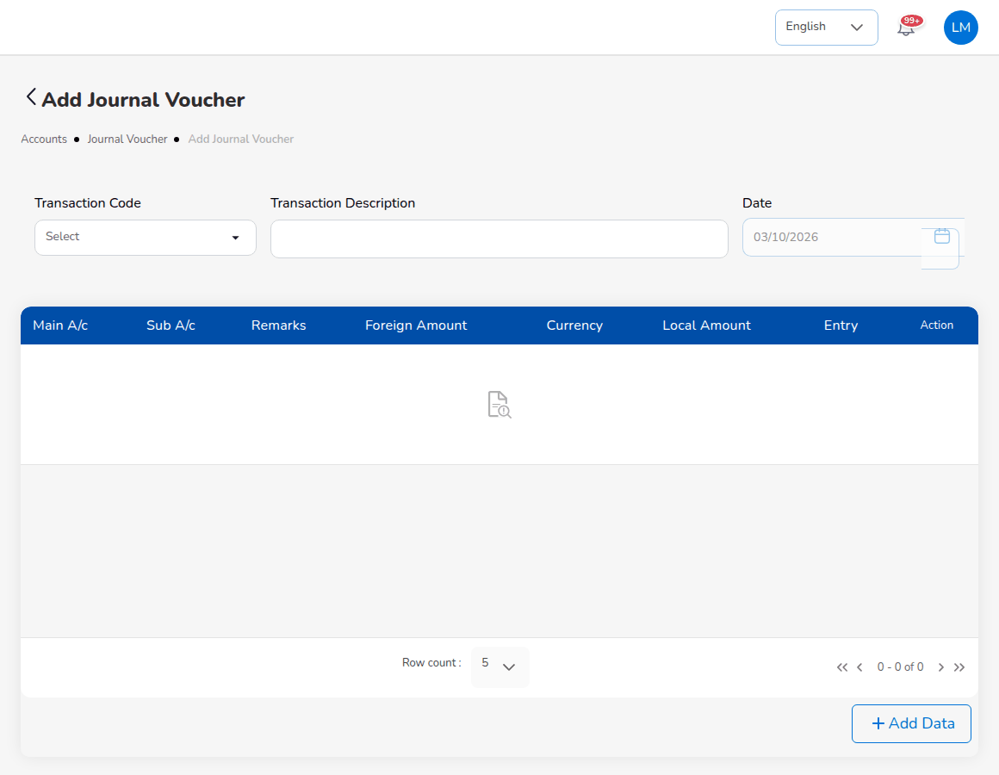 English
99+
LM
Add Journal Voucher
Accounts • Journal Voucher • Add Journal Voucher
Transaction Code
Transaction Description
Date
Select
03/10/2026
Main A/c Sub A/c Remarks Foreign Amount Currency Local Amount Entry Action
Row count : 5
0 - 0 of 0
+ Add Data